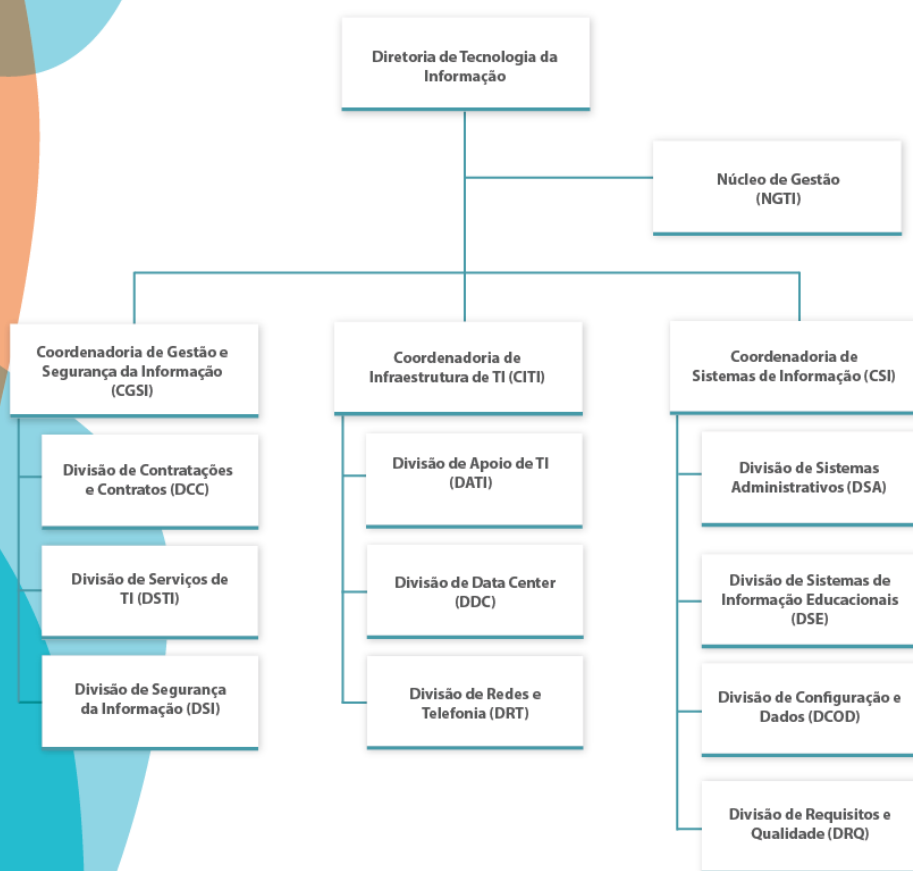 Diretoria de Tecnologia da
Informação
Núcleo de Gestão
(NGTI)
Coordenadoria de Gestão e
Segurança da Informação
(CGSI)
Divisão de Contratações
e Contratos (DCC)
Divisão de Serviços de
TI (DSTI)
Divisão de Segurança
da Informação (DSI)
Coordenadoria de
Infraestrutura de TI (CITI)
Divisão de Apoio de TI
(DATI)
Divisão de Data Center
(DDC)
Divisão de Redes e
Telefonia (DRT)
Coordenadoria de
Sistemas de Informação (CSI)
Divisão de Sistemas
Administrativos (DSA)
Divisão de Sistemas de
Informação Educacionais
(DSE)
Divisão de Configuração e
Dados (DCOD)
Divisão de Requisitos e
Qualidade (DRQ)